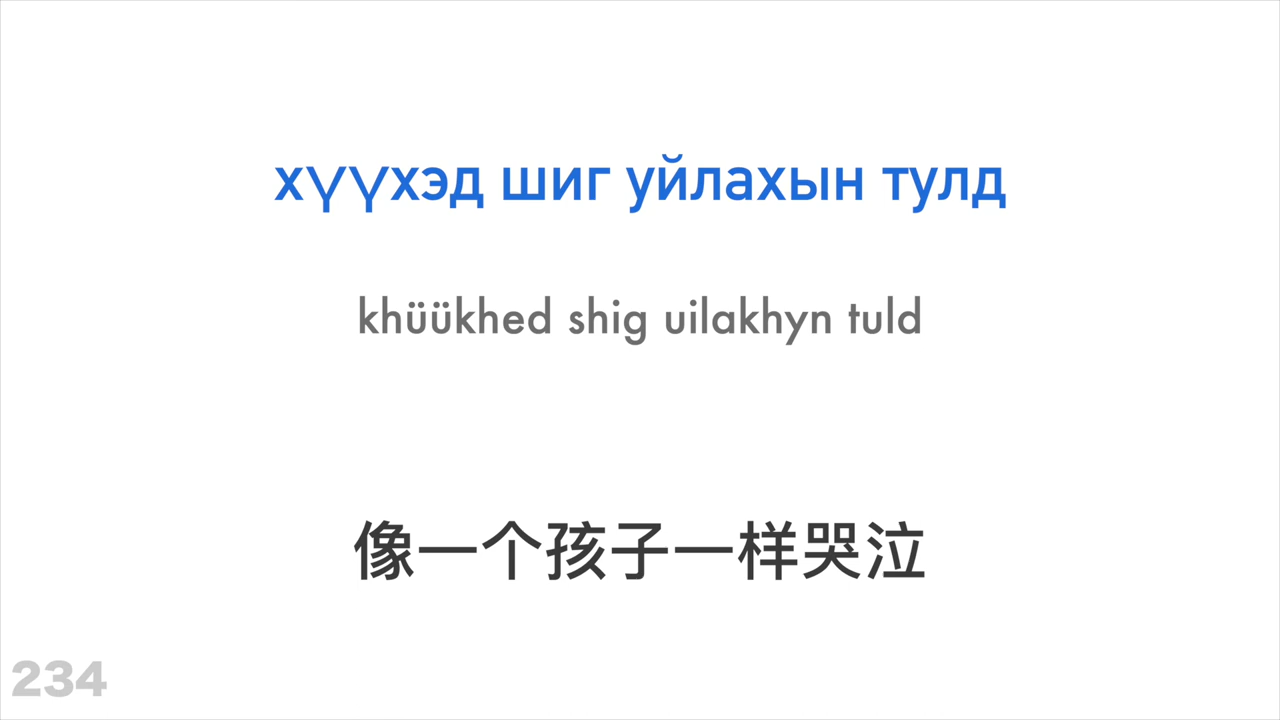 хүүхэд шиг уйлахын тулд
khüükhed shig uilakhyn tuld
像一个孩子一样哭泣
234